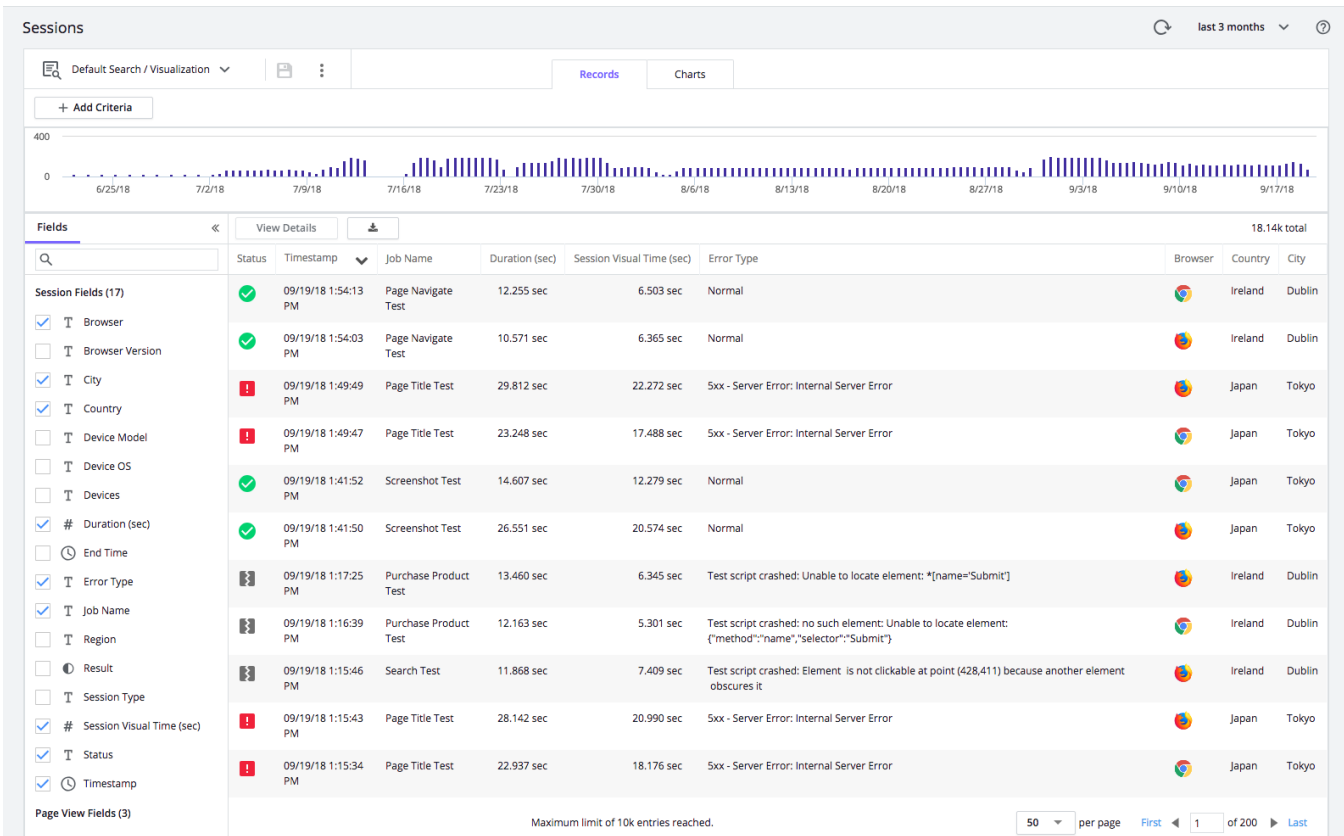 Sessions
last 3 months
Default Search / Visualization
Records
Charts
+ Add Criteria
400
0
6/25/18
7/2/18
7/9/18
7/16/18
7/23/18
7/30/18
8/6/18
8/13/18
8/20/18
8/27/18
9/3/18
9/10/18
9/17/18
Fields
«
View Details
18.14k total
Session Fields (17)
T Browser
T Browser Version
T City
T Country
T Device Model
T Device OS
T Devices
# Duration (sec)
End Time
T Error Type
T Job Name
T Region
Result
T Session Type
# Session Visual Time (sec)
T Status
Timestamp
Page View Fields (3)
Status Timestamp Job Name Duration (sec) Session Visual Time (sec) Error Type Browser Country City
09/19/18 1:54:13 Page Navigate 12.255 sec 6.503 sec Normal Ireland Dublin
PM Test
09/19/18 1:54:03 Page Navigate 10.571 sec 6.365 sec Normal Ireland Dublin
PM Test
09/19/18 1:49:49 Page Title Test 29.812 sec 22.272 sec 5xx - Server Error: Internal Server Error Japan Tokyo
PM
09/19/18 1:49:47 Page Title Test 23.248 sec 17.488 sec 5xx - Server Error: Internal Server Error Japan Tokyo
PM
09/19/18 1:41:52 Screenshot Test 14.607 sec 12.279 sec Normal Japan Tokyo
PM
09/19/18 1:41:50 Screenshot Test 26.551 sec 20.574 sec Normal Japan Tokyo
PM
09/19/18 1:17:25 Purchase Product 13.460 sec 6.345 sec Test script crashed: Unable to locate element: *[name='Submit'] Ireland Dublin
PM Test
09/19/18 1:16:39 Purchase Product 12.163 sec 5.301 sec Test script crashed: no such element: Unable to locate element: Ireland Dublin
PM Test {"method":"name","selector":"Submit"}
09/19/18 1:15:46 Search Test 11.868 sec 7.409 sec Test script crashed: Element is not clickable at point (428,411) because another element Ireland Dublin
PM obscures it
09/19/18 1:15:43 Page Title Test 28.142 sec 20.990 sec 5xx - Server Error: Internal Server Error Japan Tokyo
PM
09/19/18 1:15:34 Page Title Test 22.937 sec 18.176 sec 5xx - Server Error: Internal Server Error Japan Tokyo
PM
Maximum limit of 10k entries reached.
50 per page First 1 of 200 Last